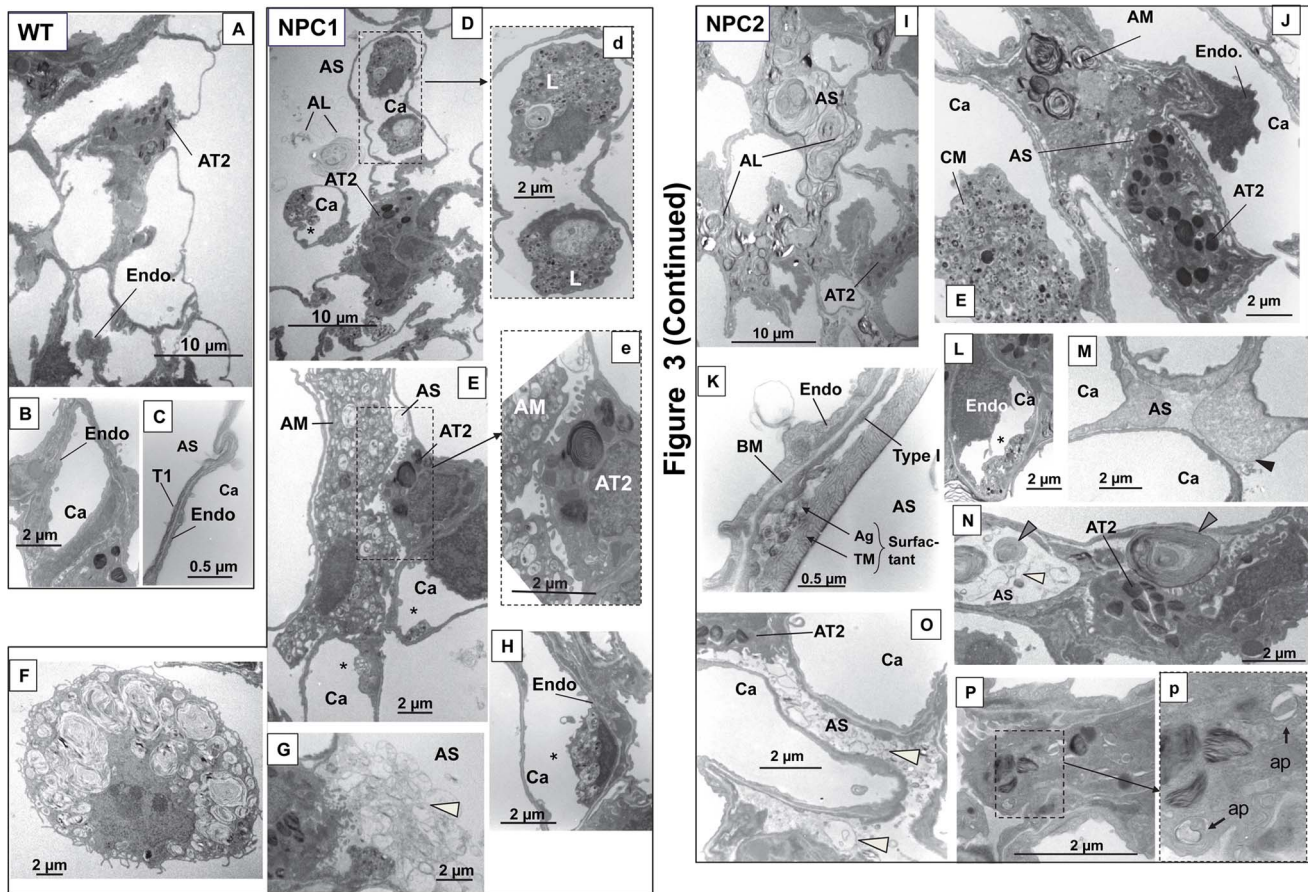 WT
A
AT2
Endo.
10 µm
B
Endo
Ca
2 µm
C
AS
T1
Ca
Endo
0.5 µm
NPC1
D
AS
AL
Ca
AT2
Ca
*
10 µm
d
L
2 µm
L
E
AS
AM
AT2
Ca
*
*
Ca
2 µm
e
AM
AT2
2 µm
F
2 µm
G
AS
2 µm
H
Endo
*
Ca
2 µm
Figure 3 (Continued)
NPC2
I
AS
AL
AT2
10 µm
J
AM
Endo.
Ca
Ca
CM
AS
AT2
E
2 µm
K
Endo
BM
Type I
AS
Ag
Surfac-
TM
tant
0.5 µm
L
Ca
Endo
*
2 µm
M
Ca
AS
2 µm
Ca
N
AT2
AS
2 µm
O
AT2
Ca
Ca
AS
2 µm
P
2 µm
p
ap
ap